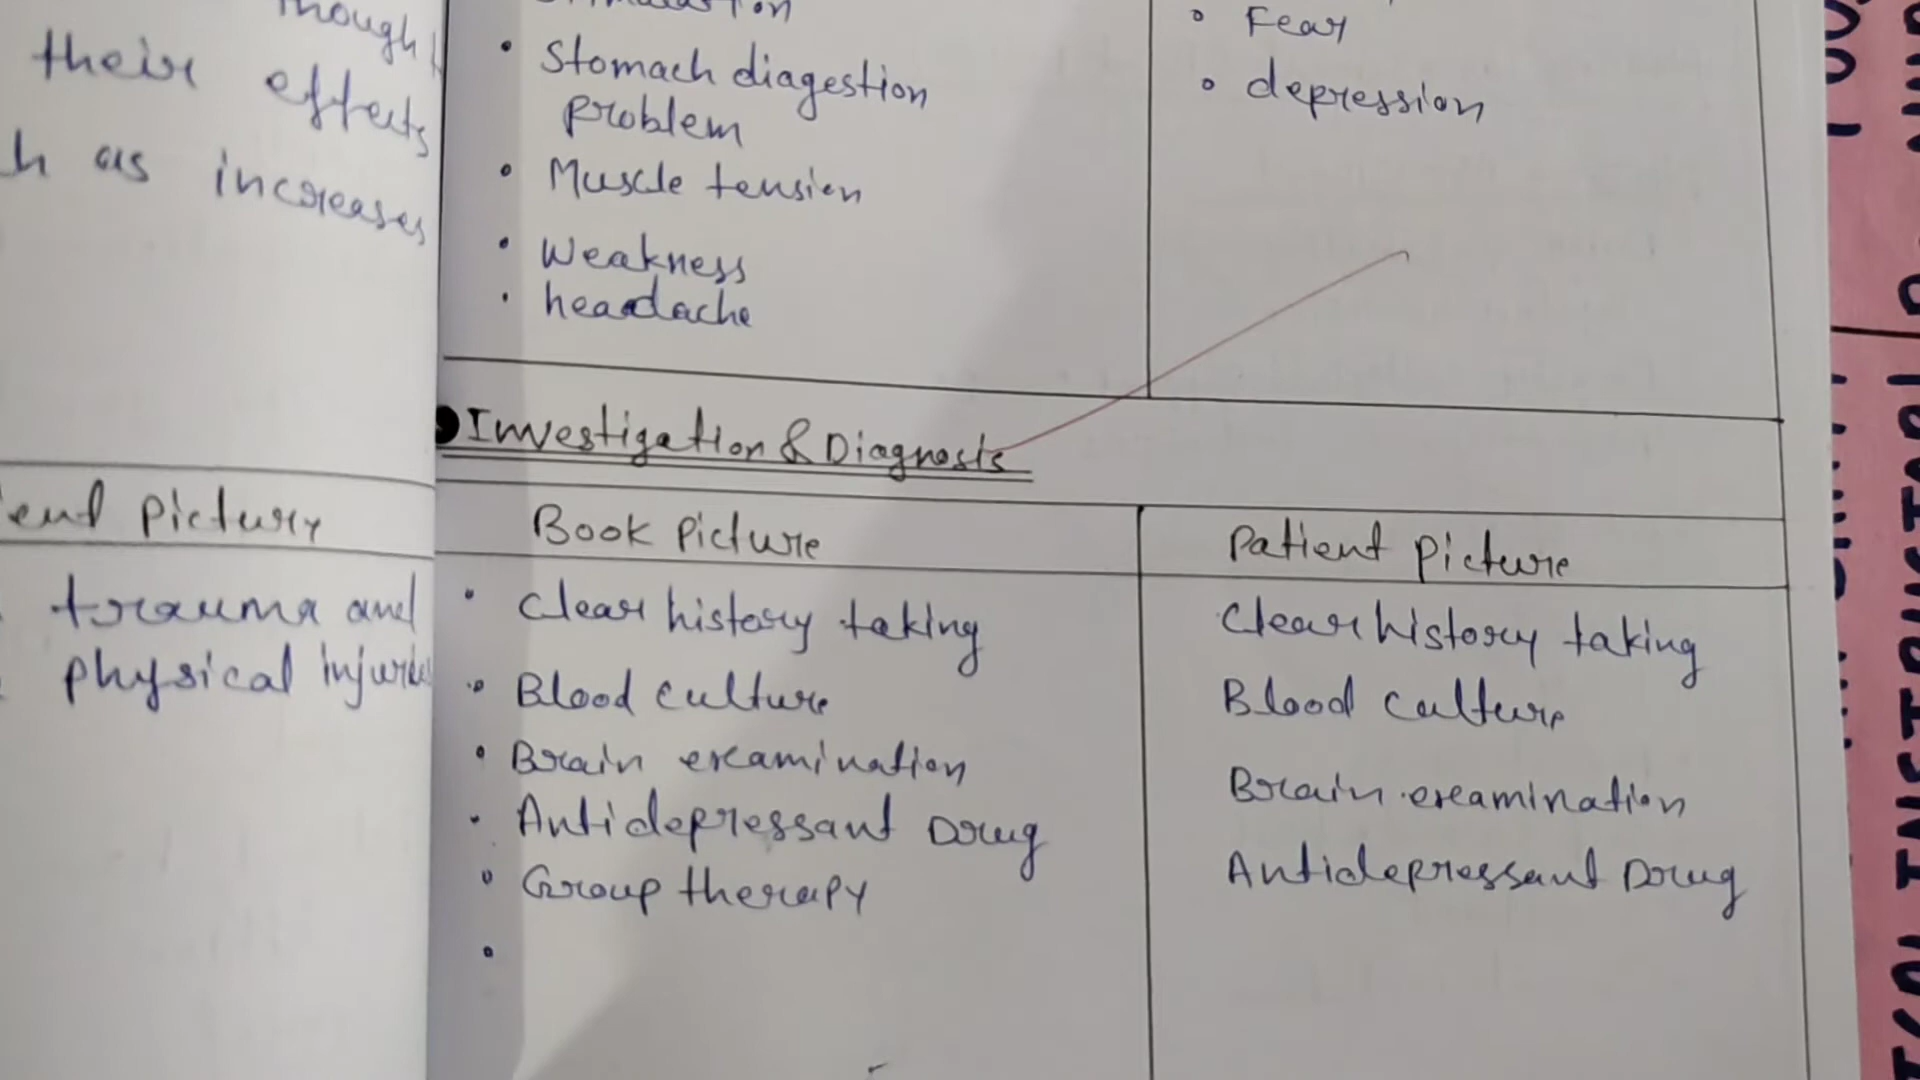 their effects
as increases
Picture
trauma and
physical
Stomach diagestion
problem
Muscle tension
Weakness
headache
Fear
depression
Investigation & Diagnosis
Book Picture
Patient Picture
Clear history taking
Clear history taking
Blood culture
Blood culture
Brain examination
Brain examination
Antidepressant Drug
Antidepressant Drug
Group therapy